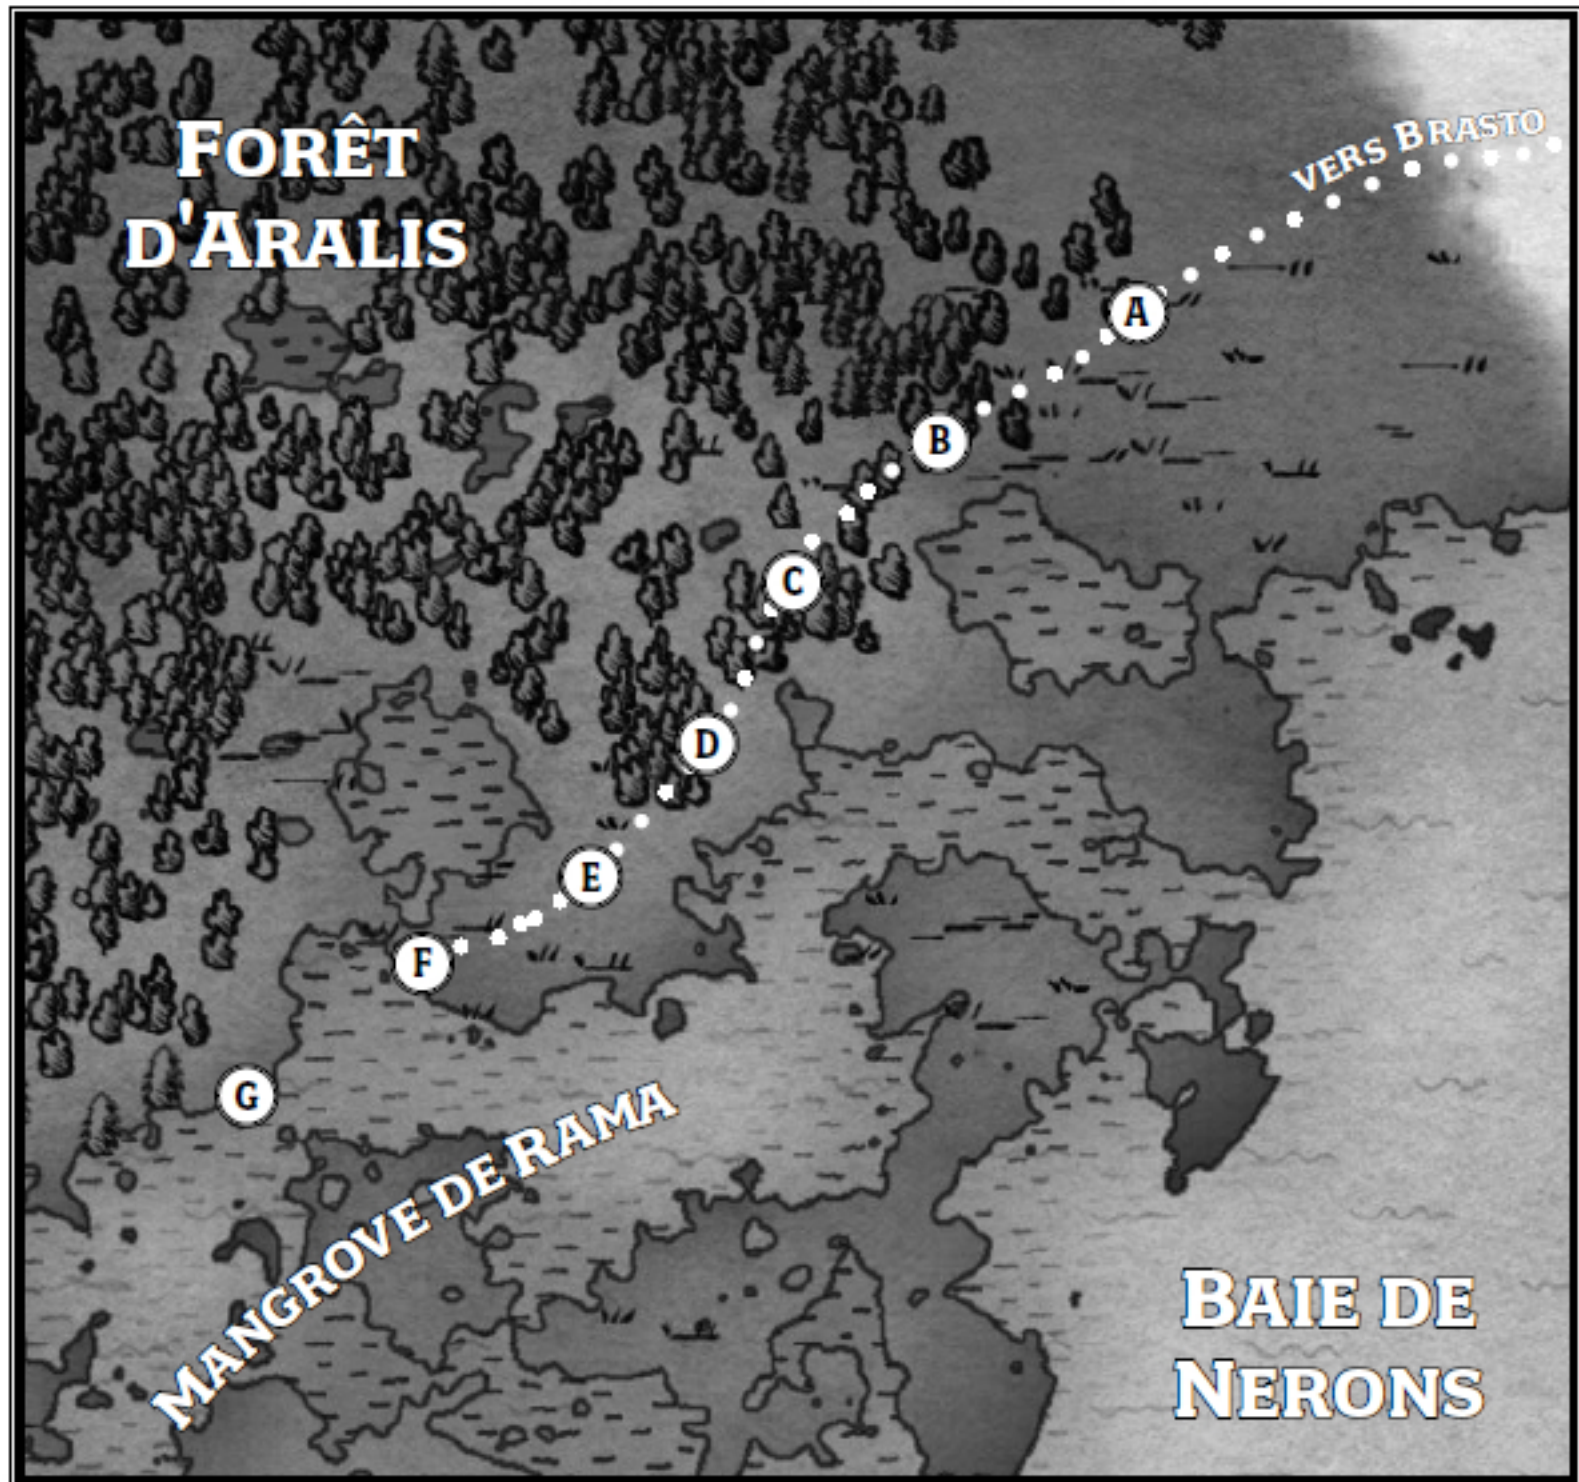 FORÊT
D'ARALIS
VERS BRASTO
A
B
C
D
E
F
G
MANGROVE DE RAMA
BAIE DE
NERONS